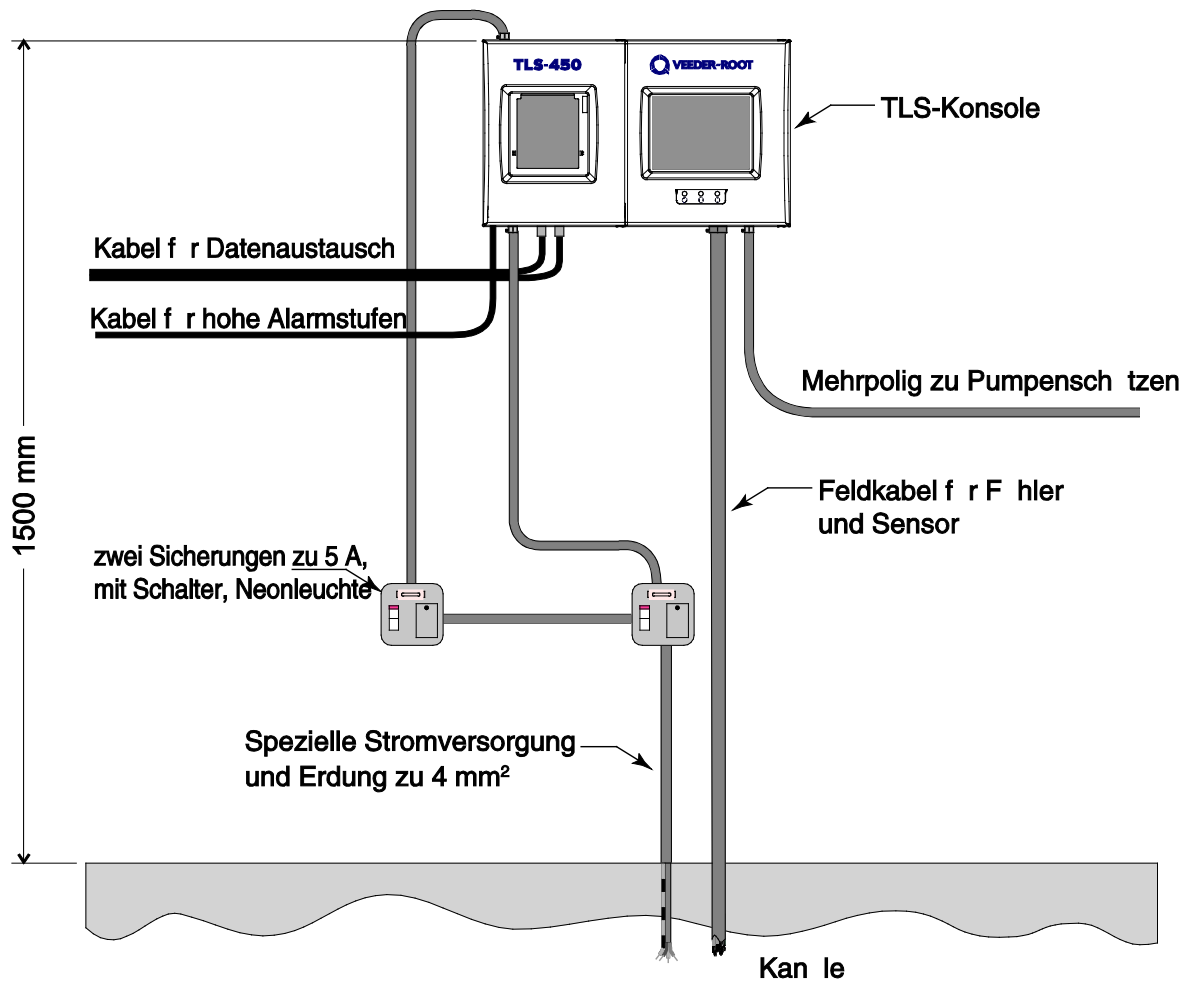 TLS-450
VEEDER-ROOT
TLS-Konsole
Kabel f r Datenaustausch
Kabel f r hohe Alarmstufen
Mehrpolig zu Pumpensch tzen
1500 mm
Feldkabel f r F hler
und Sensor
zwei Sicherungen zu 5 A,
mit Schalter, Neonleuchte
Spezielle Stromversorgung
und Erdung zu 4 mm²
Kan le